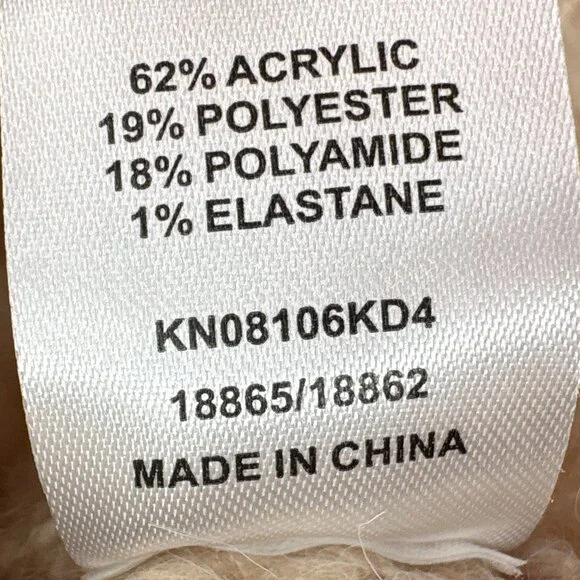 62% ACRYLIC
19% POLYESTER
18% POLYAMIDE
1% ELASTANE
KN08106KD4
18865/18862
MADE IN CHINA